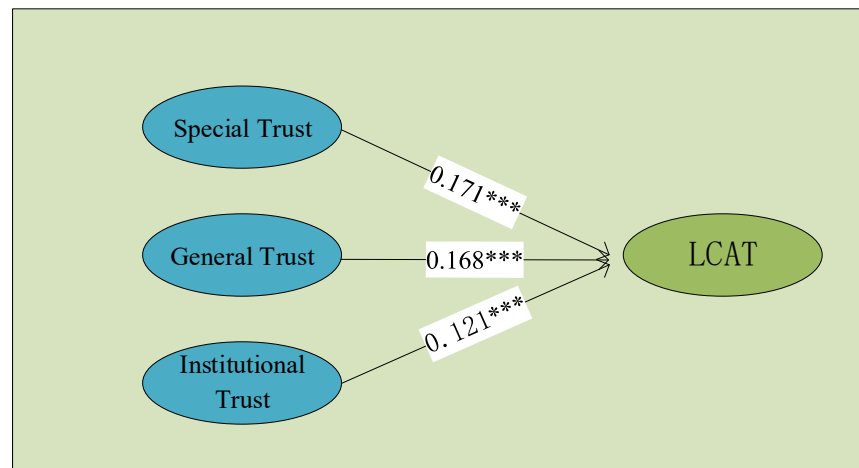 Special Trust
0.171***
General Trust
0.168***
LCAT
0.121***
Institutional
Trust